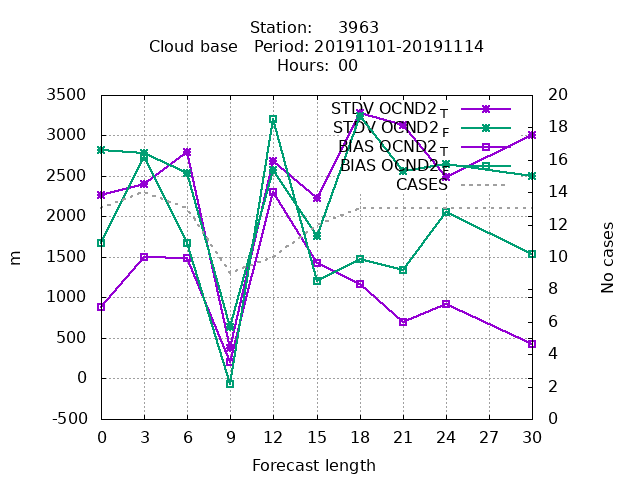 Station: 3963
Cloud base Period: 20191101-20191114
Hours: 00
3500
3000
2500
2000
1500
1000
500
0
-500
m
20
18
16
14
12
10
8
6
4
2
0
No cases
STDV OCND2 T
STDV OCND2 F
BIAS OCND2 T
BIAS OCND2 F
CASES
0 3 6 9 12 15 18 21 24 27 30
Forecast length